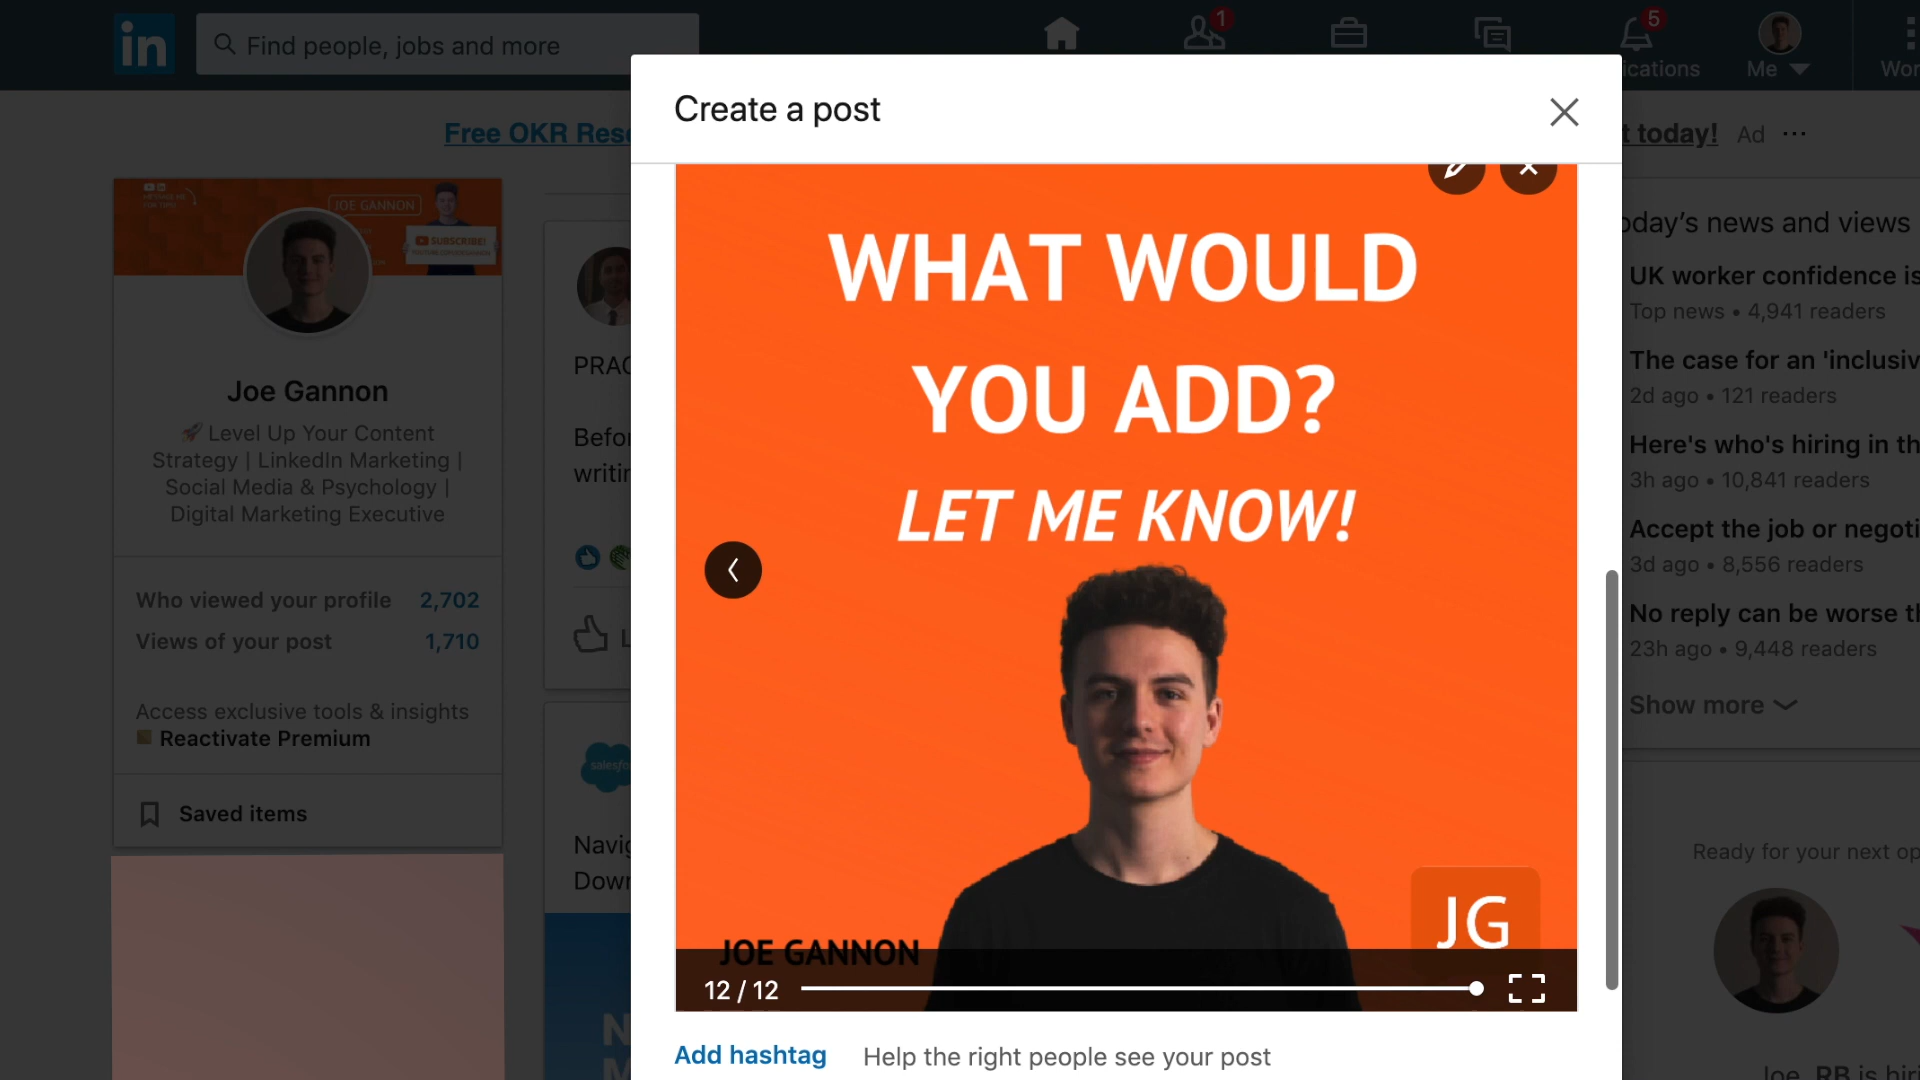 in
Find people, jobs and more
1
5
Me
Free OKR
today!
Ad
Create a post
JOE GANNON
SUBSCRIBE!
Joe Gannon
Level Up Your Content
Strategy | LinkedIn Marketing |
Social Media & Psychology |
Digital Marketing Executive
Who viewed your profile 2,702
Views of your post 1,710
Access exclusive tools & insights
Reactivate Premium
Saved items
WHAT WOULD
YOU ADD?
LET ME KNOW!
JG
JOE GANNON
12 / 12
Add hashtag
Help the right people see your post
news and views
UK worker confidence is
Top news • 4,941 readers
The case for an
2d ago • 121 readers
Here's who's hiring in
3h ago • 10,841 readers
Accept the job or
3d ago • 8,556 readers
No reply can be worse
23h ago • 9,448 readers
Show more
Ready for your next
Joe, RB is